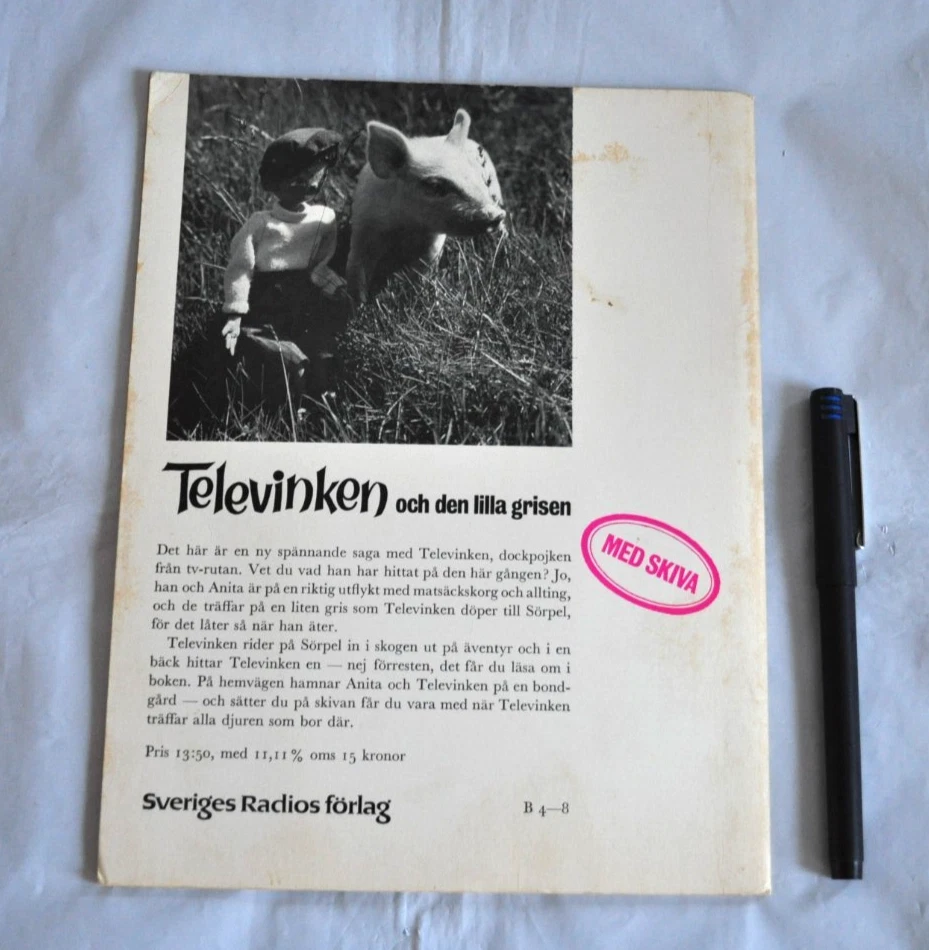 Televinken och den lilla grisen
MED SKIVA
Det här är en ny spännande saga med Televinken, dockpojken
från tv-rutan. Vet du vad han har hittat på den här gången? Jo,
han och Anita är på en riktig utflykt med matsäckskorg och allting,
och de träffar på en liten gris som Televinken döper till Sörpel,
för det låter så när han äter.
Televinken rider på Sörpel in i skogen ut på äventyr och i en
bäck hittar Televinken en — nej förresten, det får du läsa om i
boken. På hemvägen hamnar Anita och Televinken på en bond-
gård — och sätter du på skivan får du vara med när Televinken
träffar alla djuren som bor där.
Pris 13:50, med 11,11 % oms 15 kronor
Sveriges Radios förlag
B 4—8